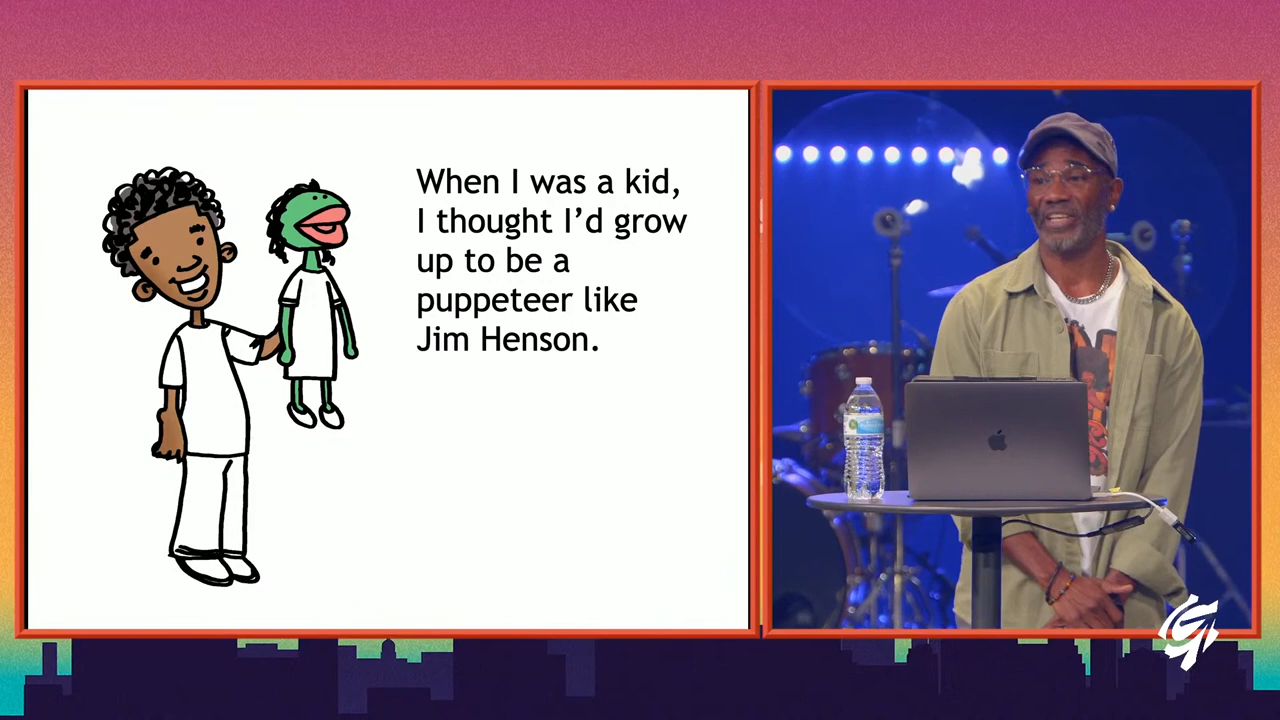 When I was a kid,
I thought I’d grow
up to be a
puppeteer like
Jim Henson.